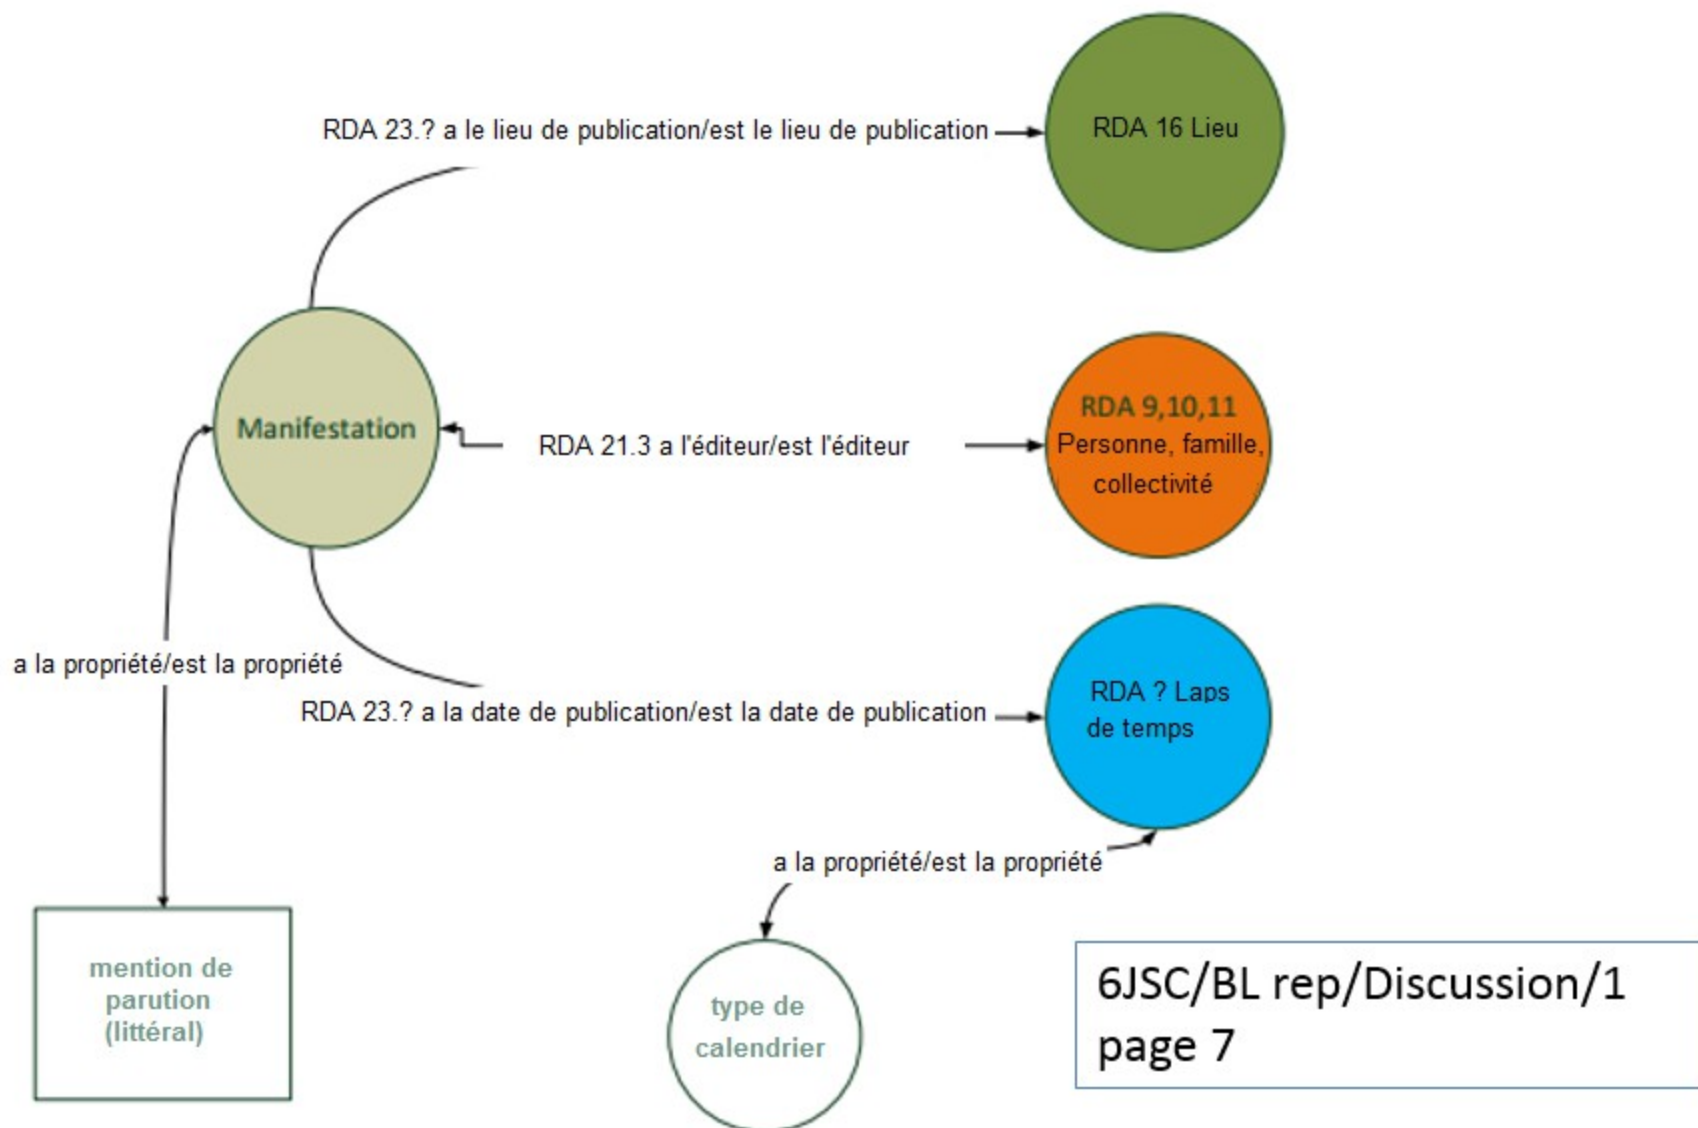 RDA 23.? a le lieu de publication/est le lieu de publication
RDA 16 Lieu
Manifestation
RDA 21.3 a l'éditeur/est l'éditeur
RDA 9,10,11
Personne, famille,
collectivité
a la propriété/est la propriété
RDA 23.? a la date de publication/est la date de publication
RDA ? Laps
de temps
a la propriété/est la propriété
mention de
parution
(littéral)
type de
calendrier
6JSC/BL rep/Discussion/1
page 7